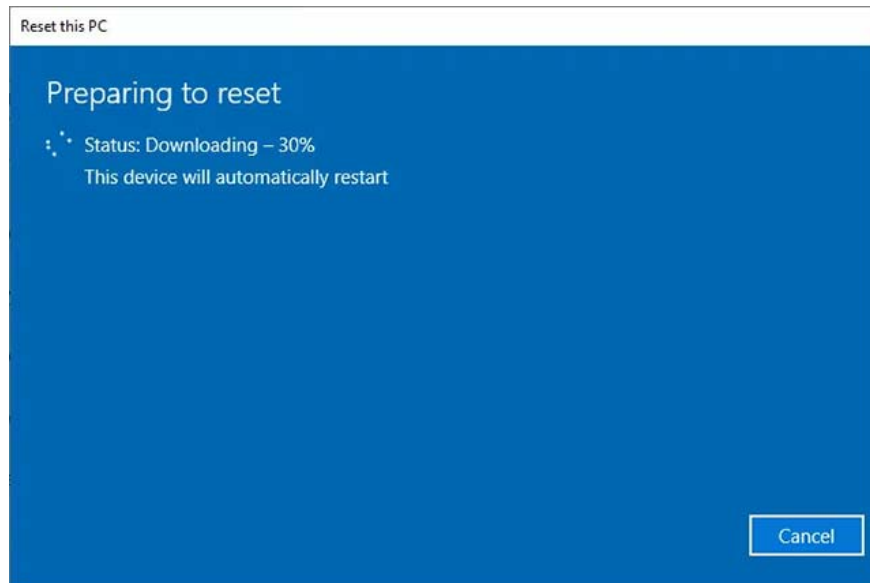 Reset this PC
Preparing to reset
Status: Downloading – 30%
This device will automatically restart
Cancel